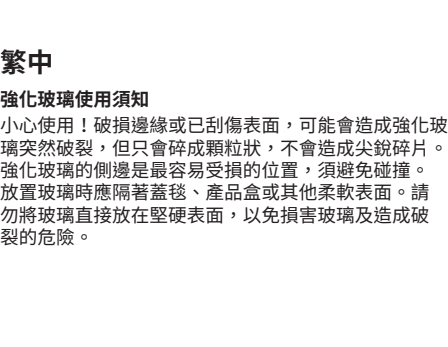 繁中
強化玻璃使用須知
小心使用！破損邊緣或已刮傷表面，可能會造成強化玻
璃突然破裂，但只會碎成顆粒狀，不會造成尖銳碎片。
強化玻璃的側邊是最容易受損的位置，須避免碰撞。
放置玻璃時應隔著蓋毯、產品盒或其他柔軟表面。請
勿將玻璃直接放在堅硬表面，以免損害玻璃及造成破
裂的危險。